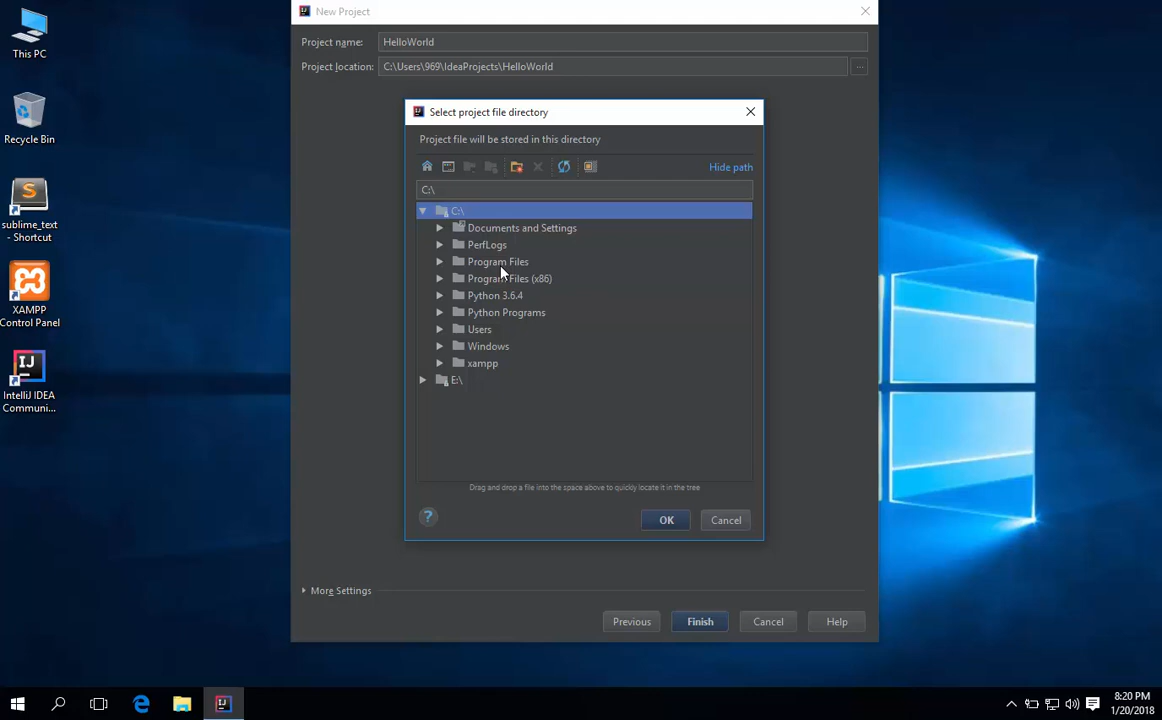 This PC
Recycle Bin
sublime_text
- Shortcut
XAMPP
Control Panel
IntelliJ IDEA
Communi...
New Project
Project name:
HelloWorld
Project location:
C:\Users\969\IdeaProjects\HelloWorld
...
Select project file directory
Project file will be stored in this directory
Hide path
C:\
C:\
Documents and Settings
PerfLogs
Program Files
Program Files (x86)
Python 3.6.4
Python Programs
Users
Windows
xampp
E:\
Drag and drop a file into the space above to quickly locate it in the tree
?
OK
Cancel
More Settings
Previous
Finish
Cancel
Help
8:20 PM
1/20/2018